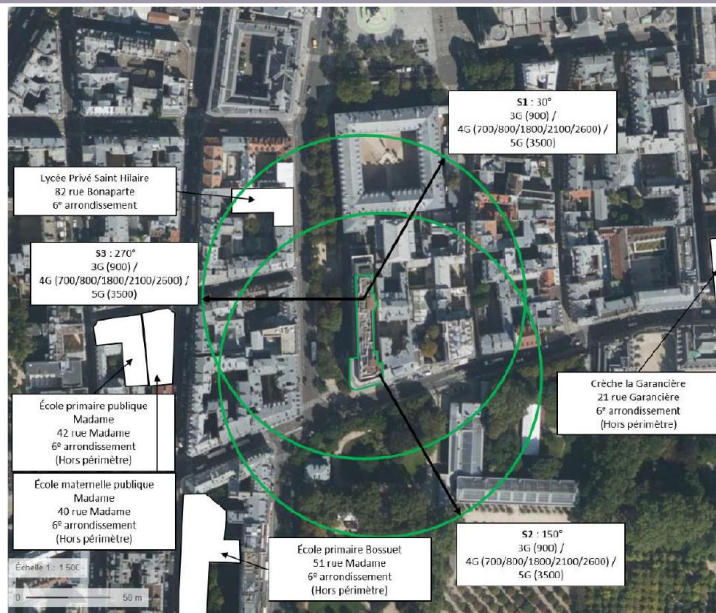 S1 : 30°
3G (900) /
4G (700/800/1800/2100/2600) /
5G (3500)
Lycée Privé Saint Hilaire
82 rue Bonaparte
6e arrondissement
S3 : 270°
3G (900) /
4G (700/800/1800/2100/2600) /
5G (3500)
École primaire publique
Madame
42 rue Madame
6e arrondissement
(Hors périmètre)
École maternelle publique
Madame
40 rue Madame
6e arrondissement
(Hors périmètre)
Crèche la Garancière
21 rue Garancière
6e arrondissement
(Hors périmètre)
École primaire Bossuet
51 rue Madame
6e arrondissement
(Hors périmètre)
S2 : 150°
3G (900) /
4G (700/800/1800/2100/2600) /
5G (3500)
Échelle 1 : 1 500
0 50 m